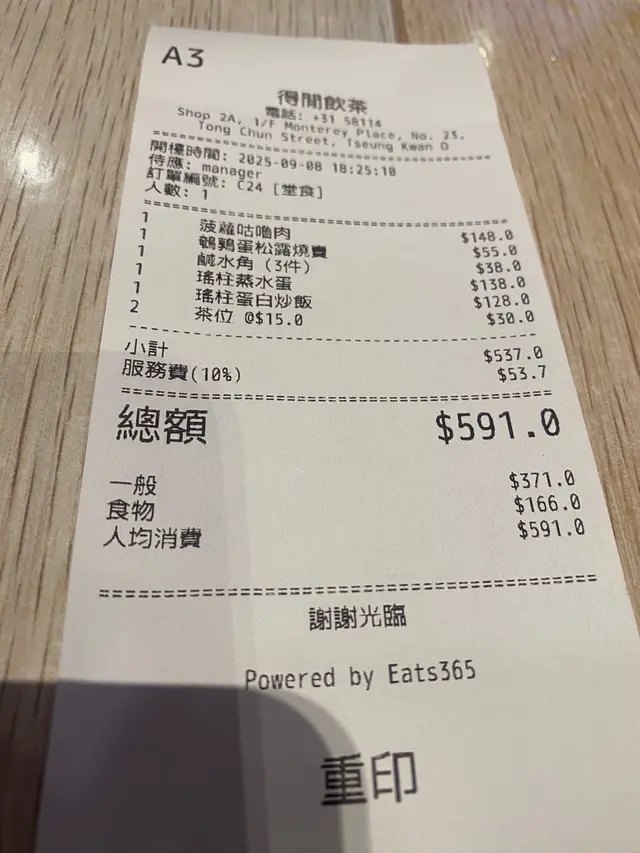 A3
得閒飲茶
電話: +31 58114
Shop 2A, 1/F Monterey Place, No. 23,
Tong Chun Street, Tseung Kwan O
開檯時間: 2025-09-08 18:25:10
侍應: manager
訂單編號: C24 [堂食]
人數: 1
1 菠蘿咕嚕肉 $148.0
1 鵪鶉蛋松露燒賣 $55.0
1 鹹水角 (3件) $38.0
1 瑤柱蒸水蛋 $138.0
1 瑤柱蛋白炒飯 $128.0
2 茶位 @$15.0 $30.0
小計 $537.0
服務費(10%) $53.7
總額 $591.0
一般 $371.0
食物 $166.0
人均消費 $591.0
謝謝光臨
Powered by Eats365
重印